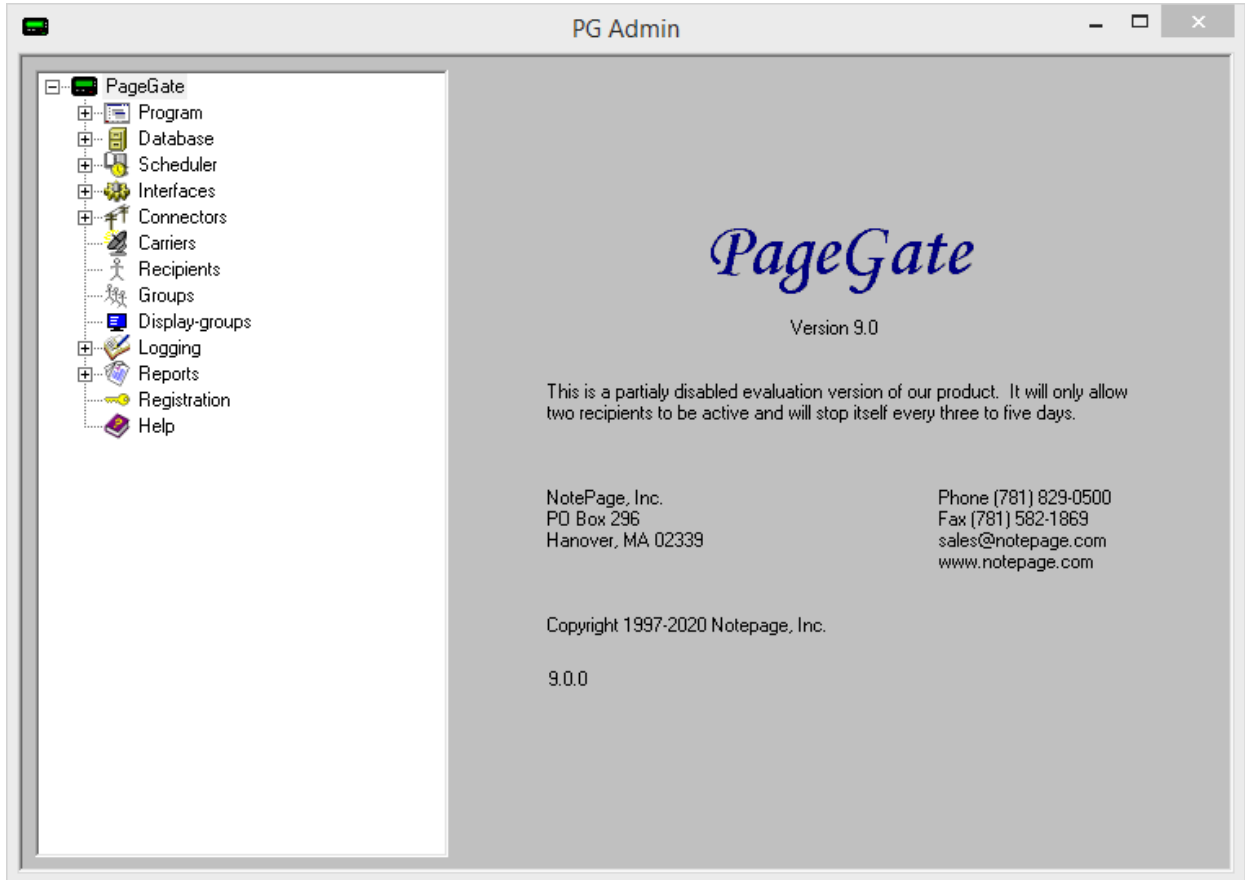 PG Admin
PageGate
Program
Database
Scheduler
Interfaces
Connectors
Carriers
Recipients
Groups
Display-groups
Logging
Reports
Registration
Help
PageGate
Version 9.0
This is a partialy disabled evaluation version of our product.  It will only allow
two recipients to be active and will stop itself every three to five days.
NotePage, Inc.
PO Box 296
Hanover, MA 02339
Phone (781) 829-0500
Fax (781) 582-1869
sales@notepage.com
www.notepage.com
Copyright 1997-2020 Notepage, Inc.
9.0.0